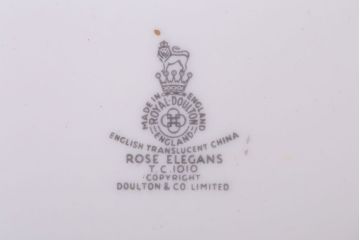 MADE IN ENGLAND
ROYAL DOULTON
ENGLAND
ENGLISH TRANSLUCENT CHINA
ROSE ELEGANS
T.C.1010
COPYRIGHT
DOULTON & CO LIMITED